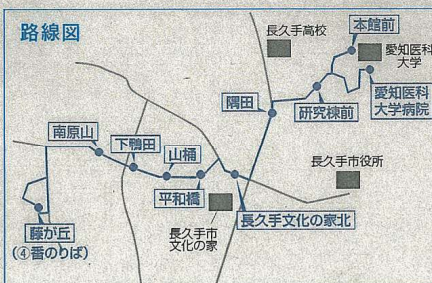 路線図
長久手高校
本館前
愛知医科
大学
隅田
研究棟前
愛知医科
大学病院
南原山
下鴨田
山桶
長久手市役所
平和橋
長久手文化の家北
長久手市
文化の家
藤が丘
(④番のりば)